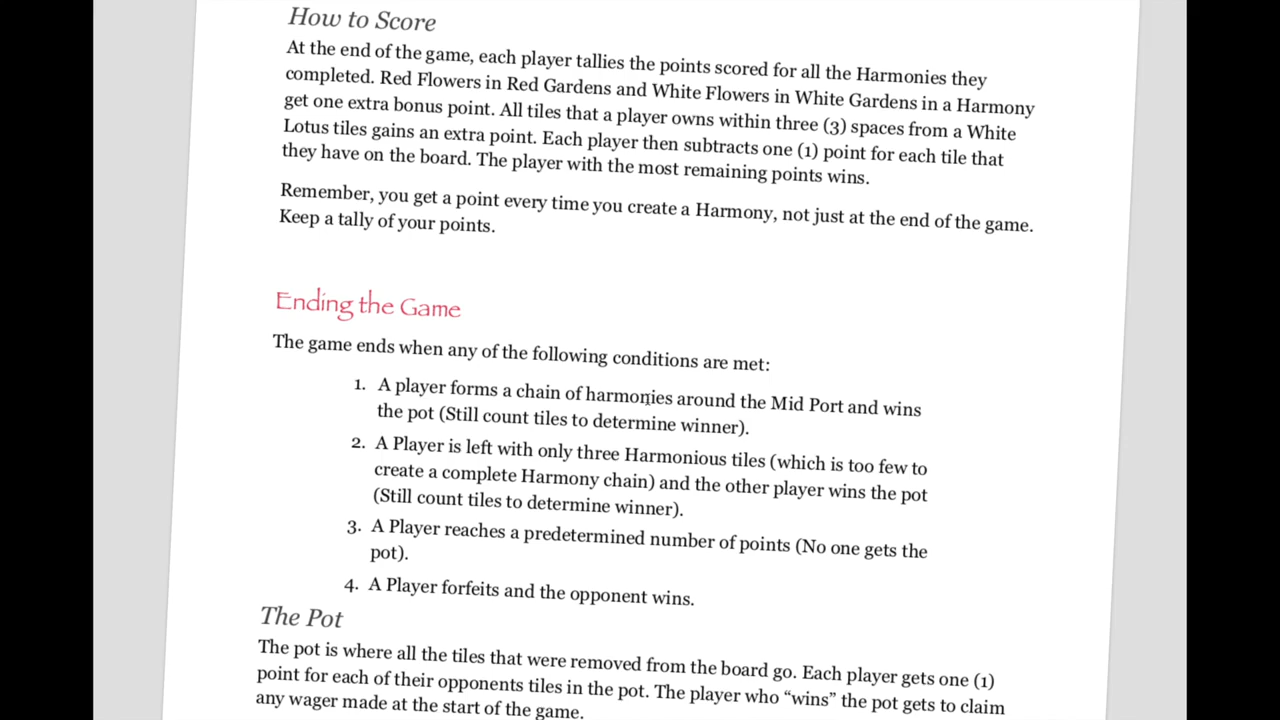 How to Score
At the end of the game, each player tallies the points scored for all the Harmonies they
completed. Red Flowers in Red Gardens and White Flowers in White Gardens in a Harmony
get one extra bonus point. All tiles that a player owns within three (3) spaces from a White
Lotus tiles gains an extra point. Each player then subtracts one (1) point for each tile that
they have on the board. The player with the most remaining points wins.
Remember, you get a point every time you create a Harmony, not just at the end of the game.
Keep a tally of your points.
Ending the Game
The game ends when any of the following conditions are met:
1. A player forms a chain of harmonies around the Mid Port and wins
the pot (Still count tiles to determine winner).
2. A Player is left with only three Harmonious tiles (which is too few to
create a complete Harmony chain) and the other player wins the pot
(Still count tiles to determine winner).
3. A Player reaches a predetermined number of points (No one gets the
pot).
4. A Player forfeits and the opponent wins.
The Pot
The pot is where all the tiles that were removed from the board go. Each player gets one (1)
point for each of their opponents tiles in the pot. The player who “wins” the pot gets to claim
any wager made at the start of the game.